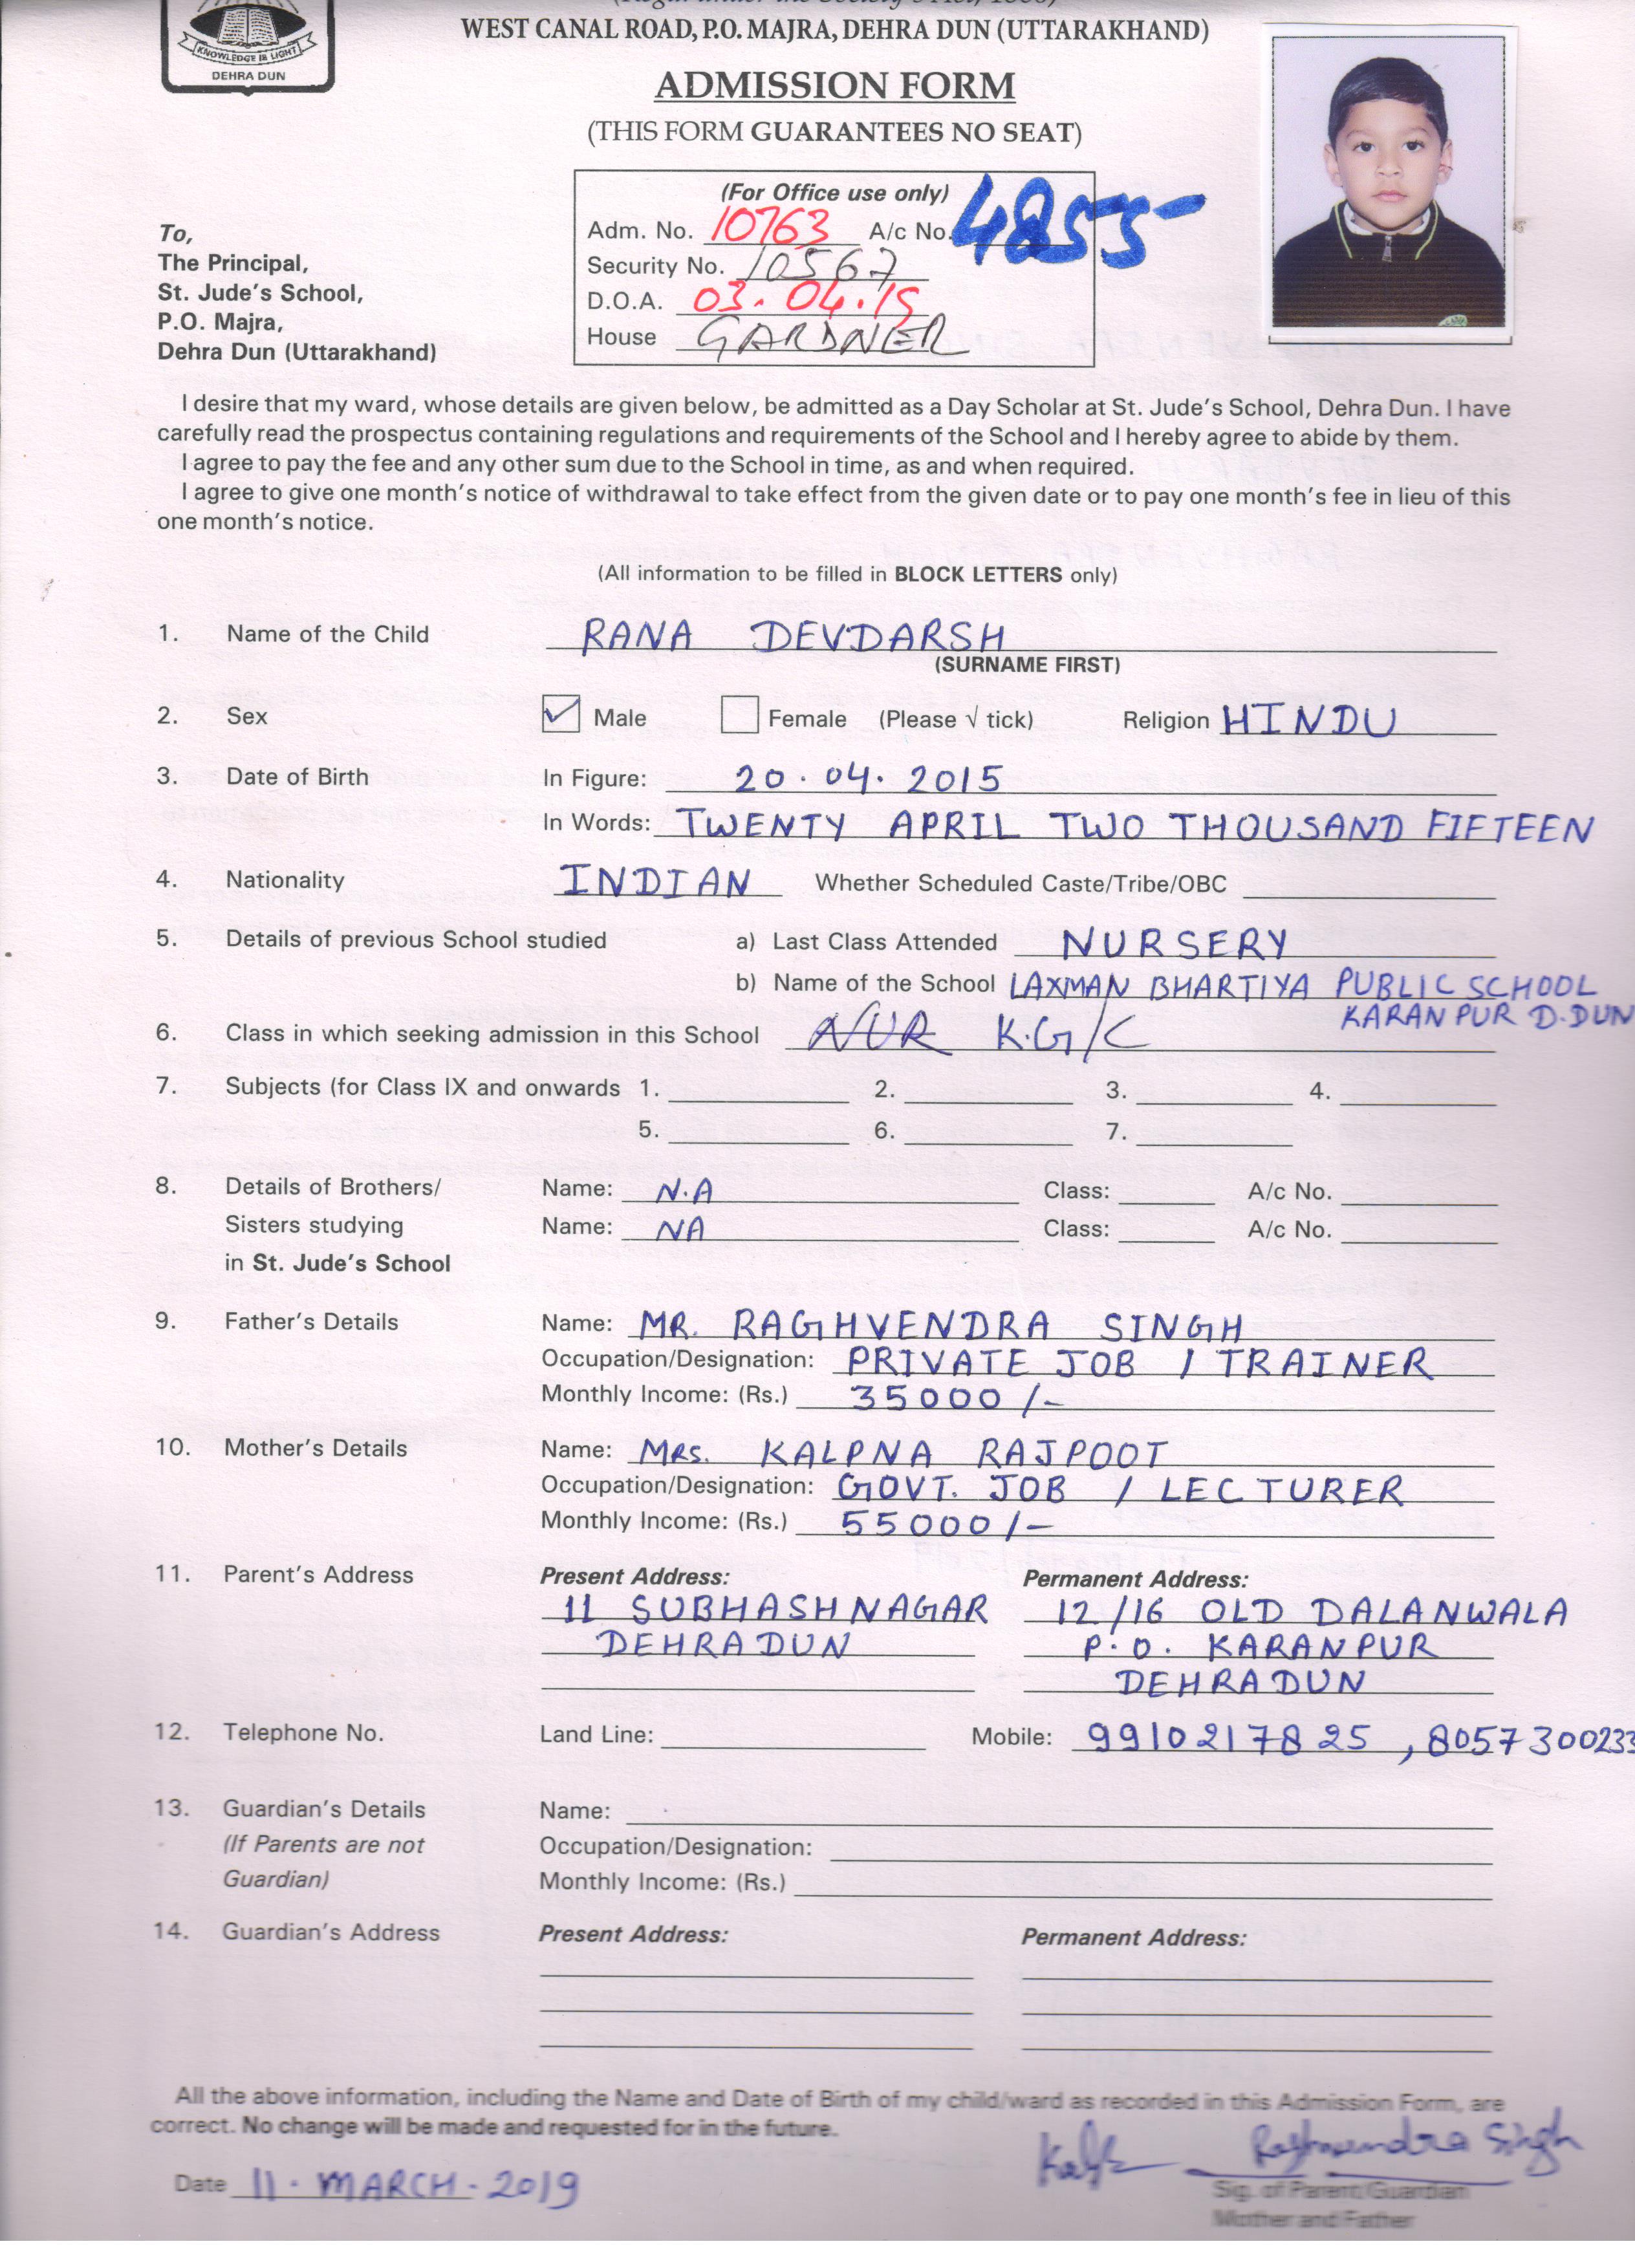 KNOWLEDGE IS LIGHT
DEHRA DUN
WEST CANAL ROAD, P.O. MAJRA, DEHRA DUN (UTTARAKHAND)
ADMISSION FORM
(THIS FORM GUARANTEES NO SEAT)
(For Office use only)
Adm. No. 10763 A/c No. 4855
Security No. 10567
D.O.A. 03.04.19
House GARDNER
To,
The Principal,
St. Jude's School,
P.O. Majra,
Dehra Dun (Uttarakhand)
I desire that my ward, whose details are given below, be admitted as a Day Scholar at St. Jude's School, Dehra Dun. I have
carefully read the prospectus containing regulations and requirements of the School and I hereby agree to abide by them.
I agree to pay the fee and any other sum due to the School in time, as and when required.
I agree to give one month's notice of withdrawal to take effect from the given date or to pay one month's fee in lieu of this
one month's notice.
(All information to be filled in BLOCK LETTERS only)
1. Name of the Child RANA DEVDARSH
(SURNAME FIRST)
2. Sex Male Female (Please √ tick) Religion HINDU
3. Date of Birth In Figure: 20.04.2015
In Words: TWENTY APRIL TWO THOUSAND FIFTEEN
4. Nationality INDIAN Whether Scheduled Caste/Tribe/OBC
5. Details of previous School studied a) Last Class Attended NURSERY
b) Name of the School LAXMAN BHARTIYA PUBLIC SCHOOL
KARANPUR D.DUN
6. Class in which seeking admission in this School NUR K.G/C
7. Subjects (for Class IX and onwards 1. 2. 3. 4.
5. 6. 7.
8. Details of Brothers/ Name: N.A Class: A/c No.
Sisters studying Name: NA Class: A/c No.
in St. Jude's School
9. Father's Details Name: MR. RAGHVENDRA SINGH
Occupation/Designation: PRIVATE JOB / TRAINER
Monthly Income: (Rs.) 35000/-
10. Mother's Details Name: MRS. KALPNA RAJPOOT
Occupation/Designation: GOVT. JOB / LECTURER
Monthly Income: (Rs.) 55000/-
11. Parent's Address Present Address: Permanent Address:
11 SUBHASHNAGAR 12/16 OLD DALANWALA
DEHRADUN P.O. KARANPUR
DEHRADUN
12. Telephone No. Land Line: Mobile: 9910217825, 8057300233
13. Guardian's Details Name:
(If Parents are not Occupation/Designation:
Guardian) Monthly Income: (Rs.)
14. Guardian's Address Present Address: Permanent Address:
All the above information, including the Name and Date of Birth of my child/ward as recorded in this Admission Form, are
correct. No change will be made and requested for in the future.
Raghvendra Singh
Date 11. MARCH - 2019
Sig. of Parent/Guardian
Mother and Father